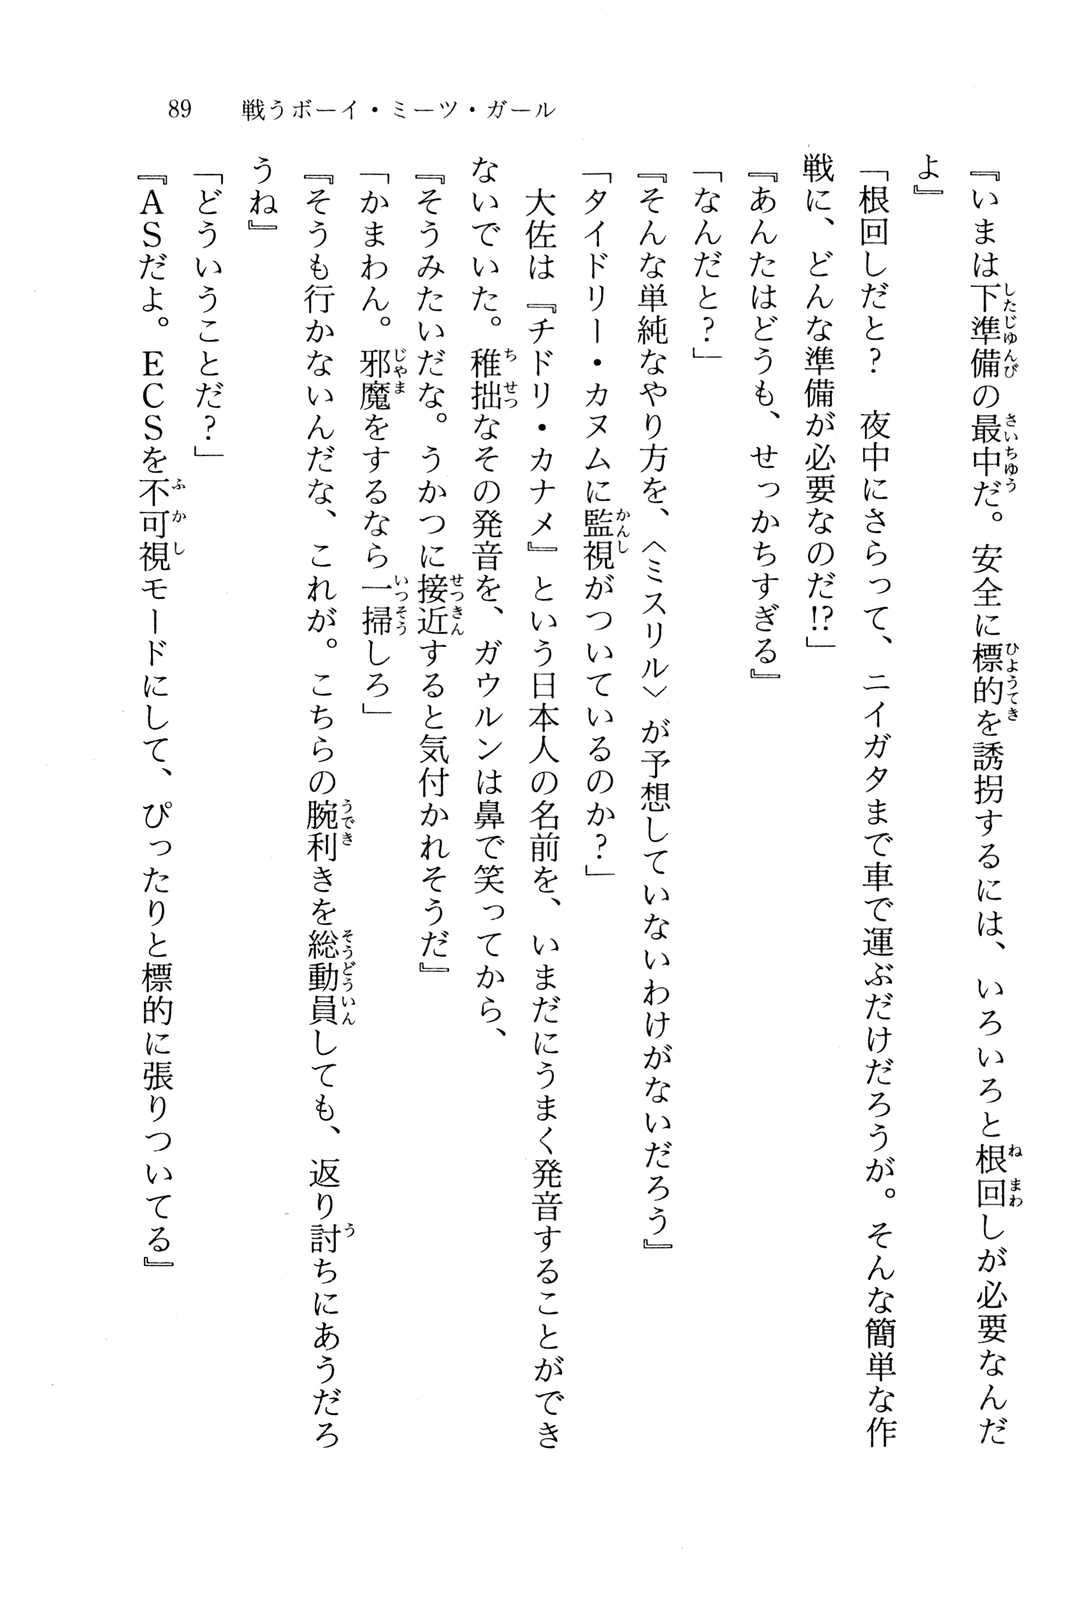 89　戦うボーイ・ミーツ・ガール
『いまは下準備の最中だ。安全に標的を誘拐するには、いろいろと根回しが必要なんだ
よ』
「根回しだと？　夜中にさらって、ニイガタまで車で運ぶだけだろうが。そんな簡単な作
戦に、どんな準備が必要なのだ!?」
『あんたはどうも、せっかちすぎる』
「なんだと？」
『そんな単純なやり方を、〈ミスリル〉が予想していないわけがないだろう』
「タイドリー・カヌムに監視がついているのか？」
　大佐は『チドリ・カナメ』という日本人の名前を、いまだにうまく発音することができ
ないでいた。稚拙なその発音を、ガウルンは鼻で笑ってから、
『そうみたいだな。うかつに接近すると気付かれそうだ』
「かまわん。邪魔をするなら一掃しろ」
『そうも行かないんだな、これが。こちらの腕利きを総動員しても、返り討ちにあうだろ
うね』
「どういうことだ？」
『ＡＳだよ。ＥＣＳを不可視モードにして、ぴったりと標的に張りついてる』